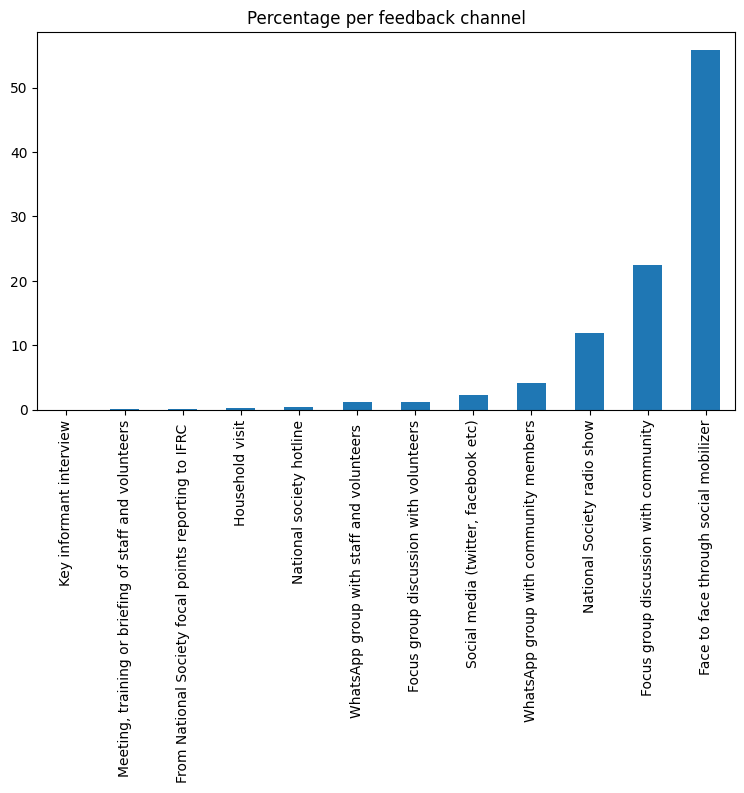 Percentage per feedback channel
50
40
30
20
10
0
Key informant interview
Meeting, training or briefing of staff and volunteers
From National Society focal points reporting to IFRC
Household visit
National society hotline
WhatsApp group with staff and volunteers
Focus group discussion with volunteers
Social media (twitter, facebook etc)
WhatsApp group with community members
National Society radio show
Focus group discussion with community
Face to face through social mobilizer